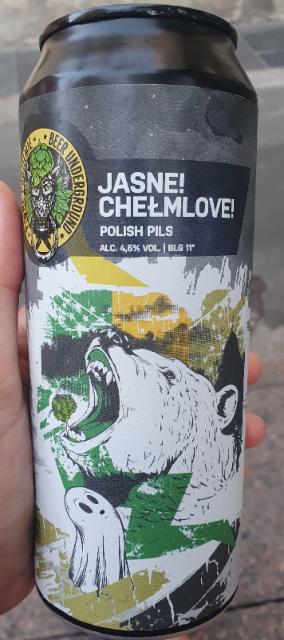 BEER UNDERGROUND
JASNE!
CHEŁMLOVE!
POLISH PILS
ALC. 4,5% VOL. | BLG 11°